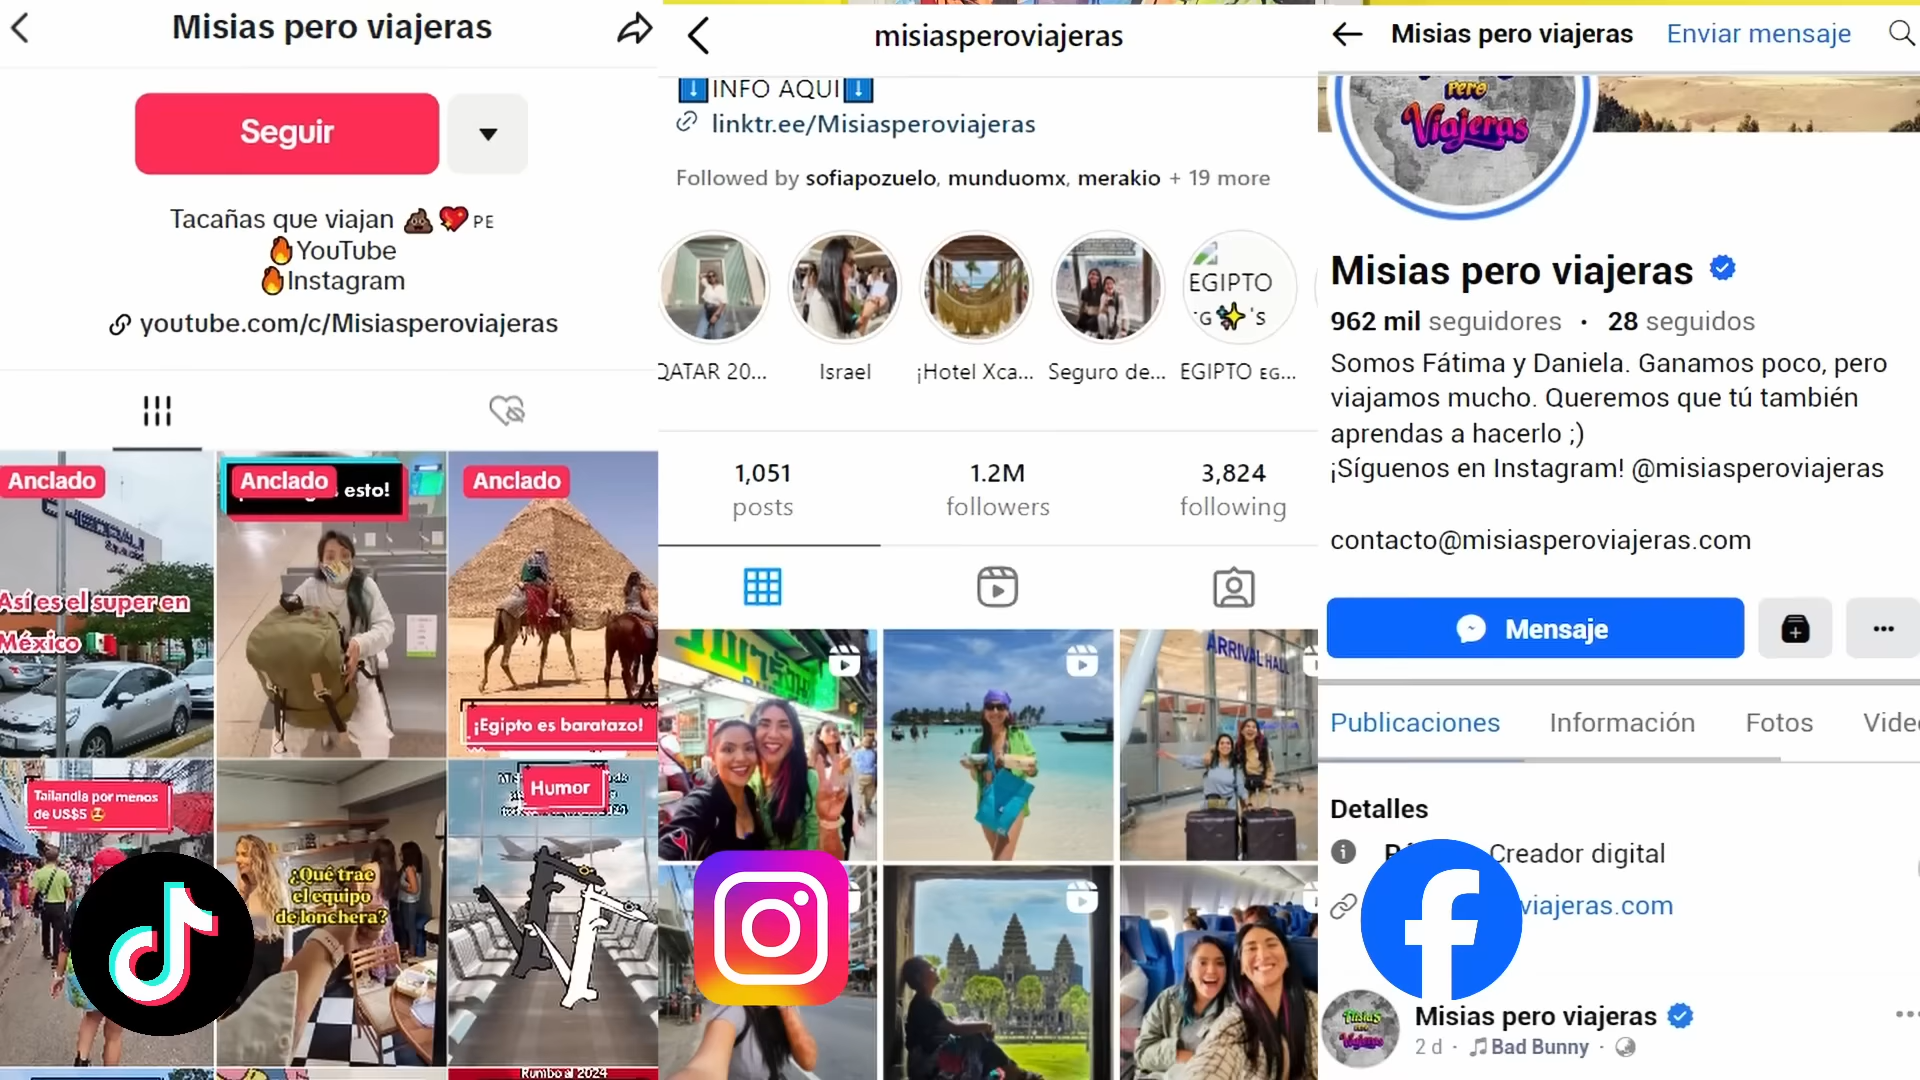 Misias pero viajeras
Seguir
Tacañas que viajan 💩💖 PE
🔥YouTube
🔥Instagram
youtube.com/c/Misiasperoviajeras
Anclado
Así es el super en
México 🇲🇽
Anclado
esto!
Anclado
¡Egipto es baratazo!
Tailandia por menos
de US$5 🤩
¿Qué trae
el equipo
de lonchera?
Humor
Rumbo al 2024
misiasperoviajeras
⬇️INFO AQUI⬇️
linktr.ee/Misiasperoviajeras
Followed by sofiapozuelo, munduomx, merakio + 19 more
QATAR 20...
Israel
¡Hotel Xca...
Seguro de...
EGIPTO
EG✨'s
EGIPTO EG...
1,051
posts
1.2M
followers
3,824
following
ARRIVAL HALL
Misias pero viajeras
Enviar mensaje
pero
Viajeras
Misias pero viajeras
962 mil seguidores · 28 seguidos
Somos Fátima y Daniela. Ganamos poco, pero
viajamos mucho. Queremos que tú también
aprendas a hacerlo ;)
¡Síguenos en Instagram! @misiasperoviajeras
contacto@misiasperoviajeras.com
Mensaje
Publicaciones
Información
Fotos
Vide
Detalles
Creador digital
viajeras.com
Misias pero viajeras
2 d · 🎵Bad Bunny ·